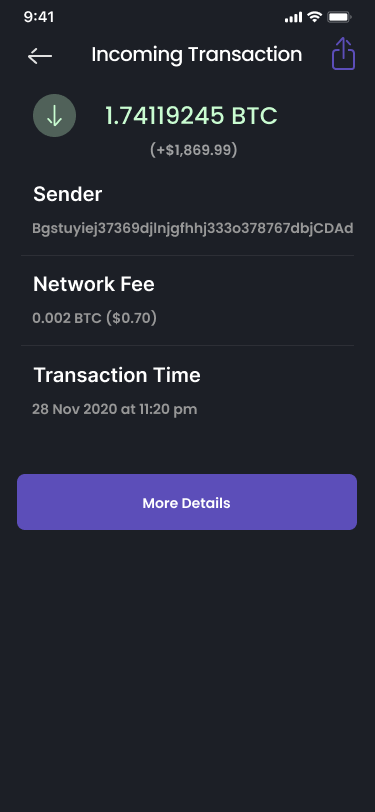 9:41
Incoming Transaction
1.74119245 BTC
(+$1,869.99)
Sender
Bgstuyiej37369djlnjgfhhj333o378767dbjCDAd
Network Fee
0.002 BTC ($0.70)
Transaction Time
28 Nov 2020 at 11:20 pm
More Details